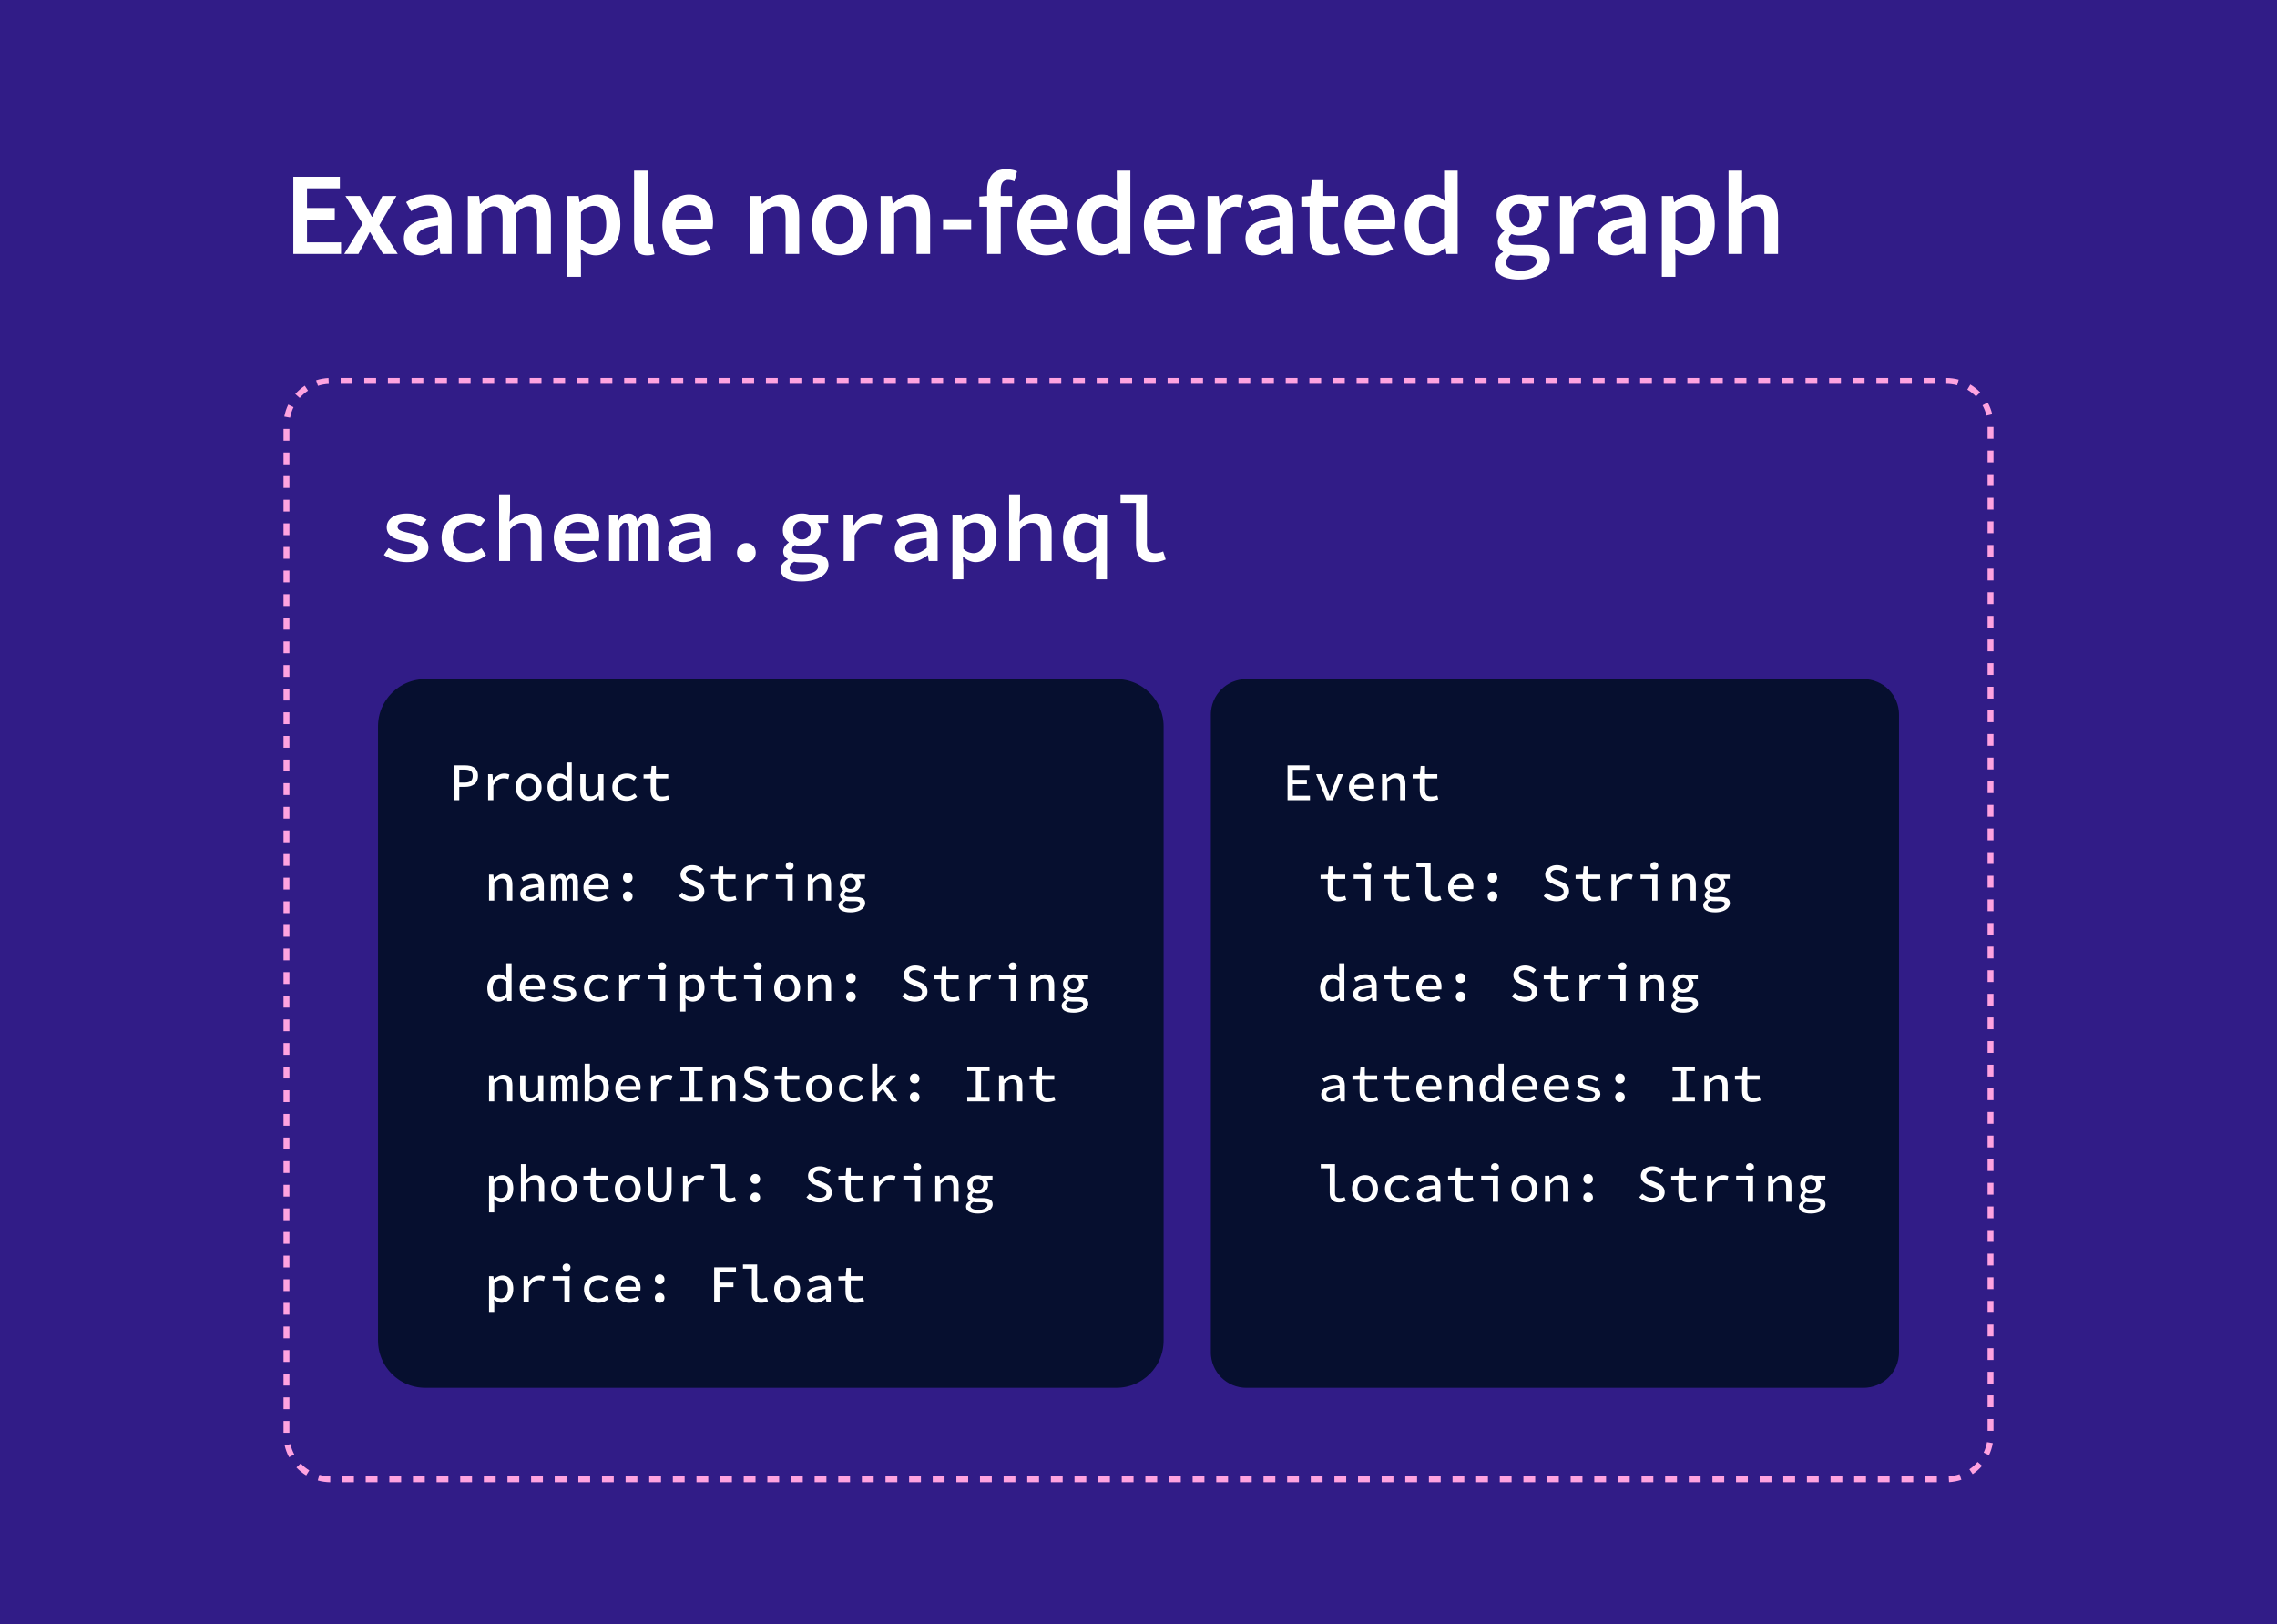 Example non-federated graph
schema.graphql
Product
name: String
description: String
numberInStock: Int
photoUrl: String
price: Float
Event
title: String
date: String
attendees: Int
location: String